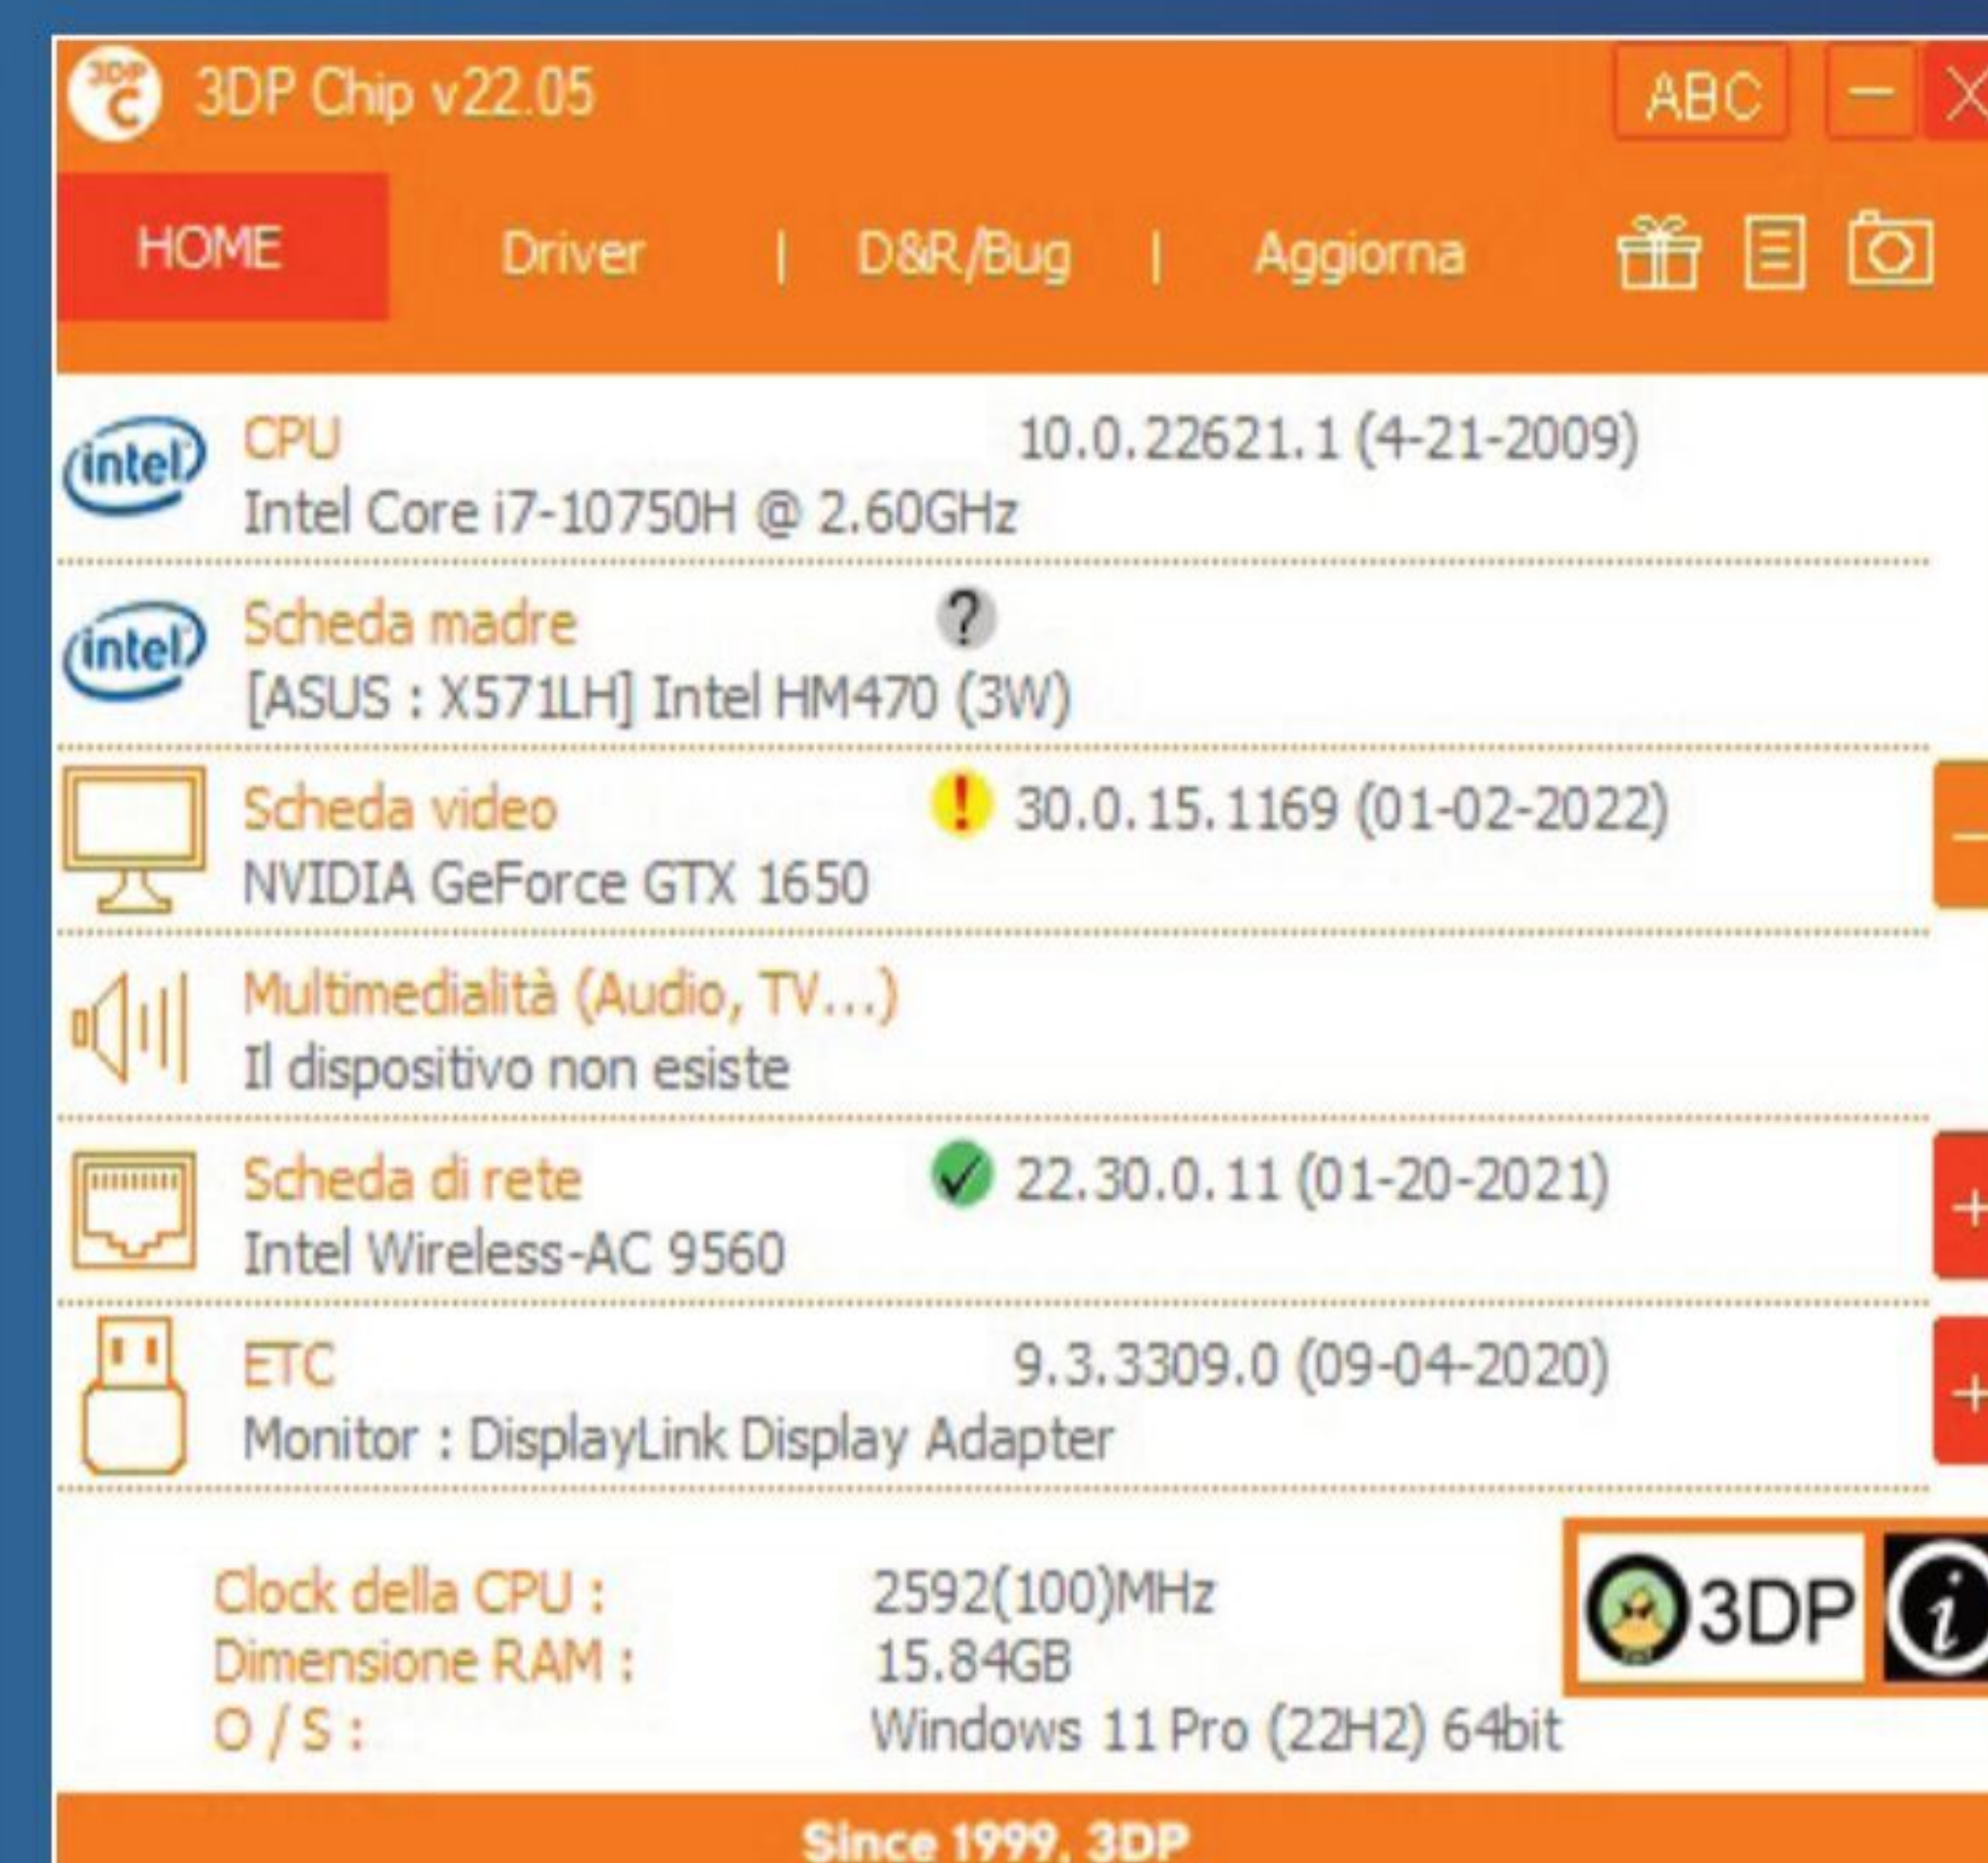 3DP C
3DP Chip v22.05
ABC
HOME
Driver | D&R/Bug | Aggiorna
intel
CPU 10.0.22621.1 (4-21-2009)
Intel Core i7-10750H @ 2.60GHz
intel
Scheda madre ?
[ASUS : X571LH] Intel HM470 (3W)
Scheda video ! 30.0.15.1169 (01-02-2022)
NVIDIA GeForce GTX 1650
Multimedialità (Audio, TV...)
Il dispositivo non esiste
Scheda di rete 22.30.0.11 (01-20-2021)
Intel Wireless-AC 9560
ETC 9.3.3309.0 (09-04-2020)
Monitor : DisplayLink Display Adapter
Clock della CPU : 2592(100)MHz
Dimensione RAM : 15.84GB
O / S : Windows 11 Pro (22H2) 64bit
3DP i
Since 1999, 3DP